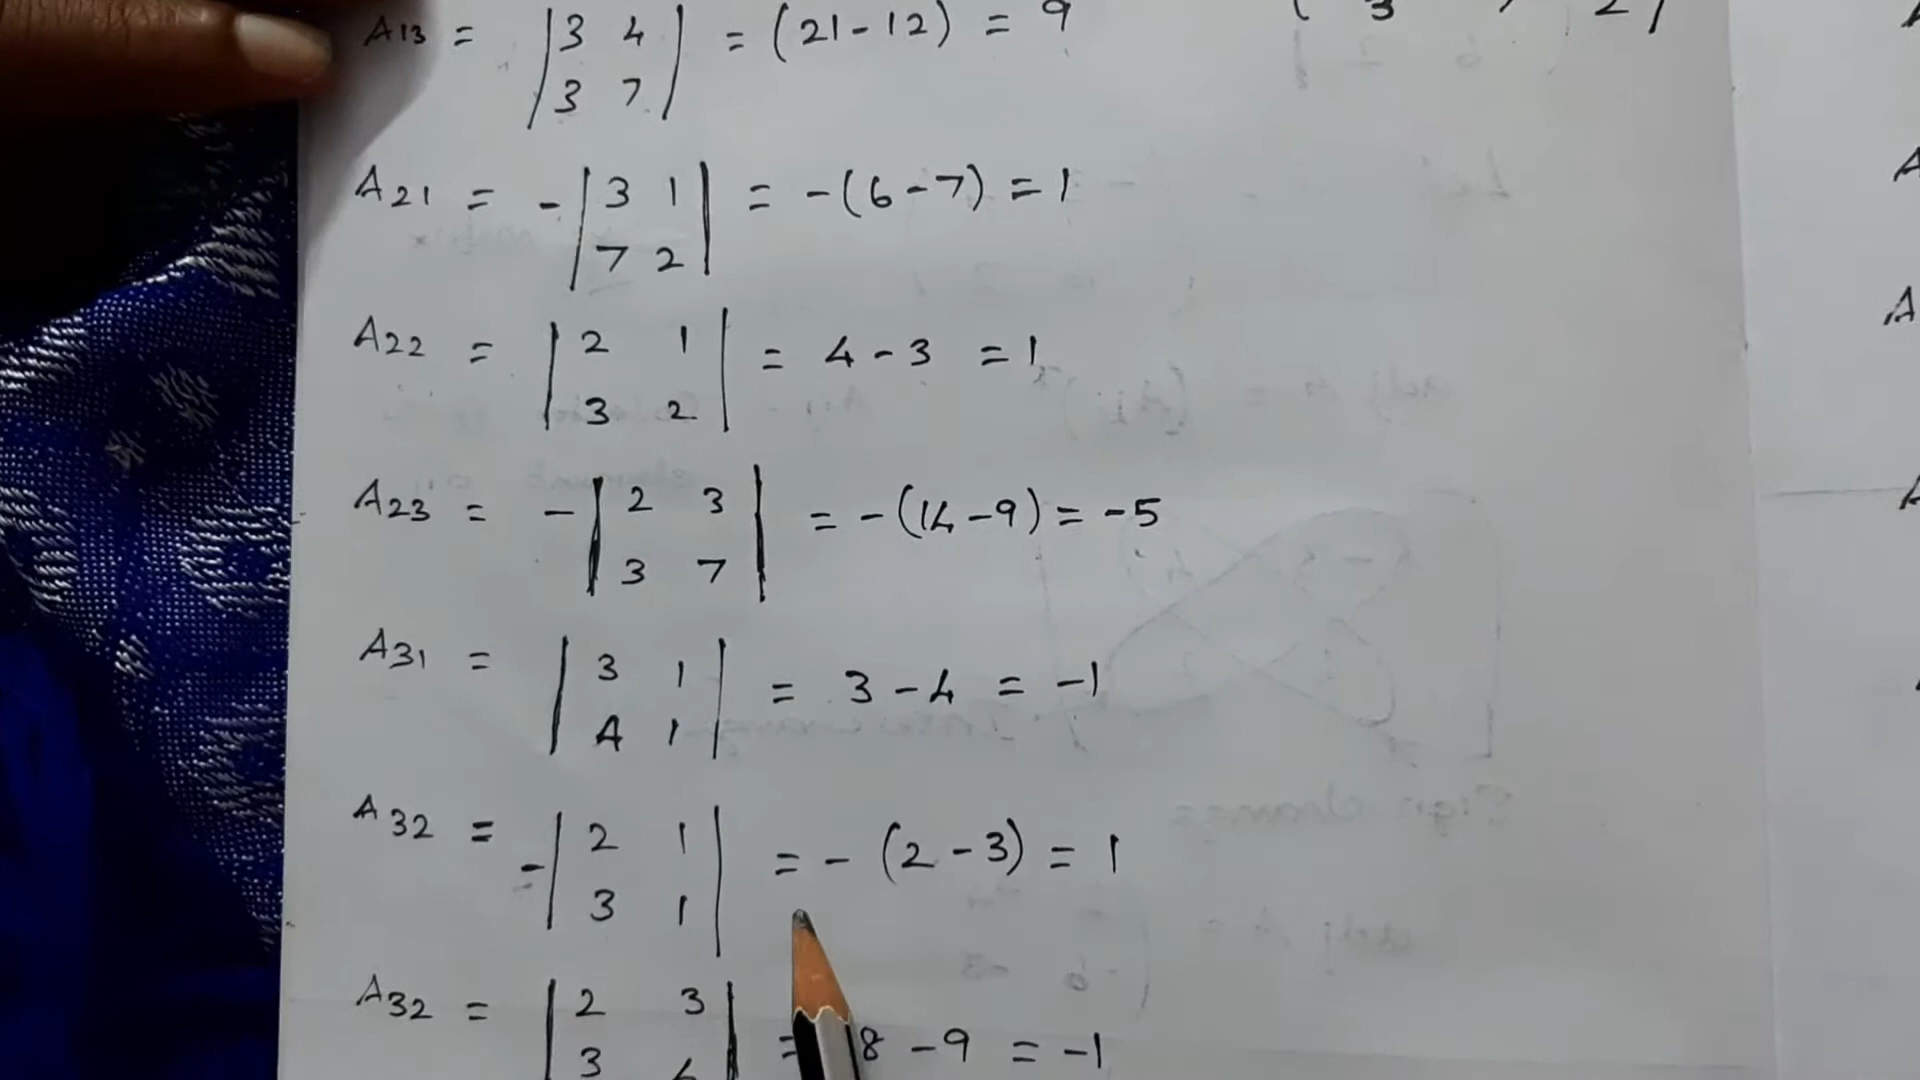 A13 = |3 4| = (21-12) = 9
|3 7|
A21 = -|3 1| = -(6-7) = 1
|7 2|
A22 = |2 1| = 4-3 = 1
|3 2|
A23 = -|2 3| = -(14-9) = -5
|3 7|
A31 = |3 1| = 3-4 = -1
|4 1|
A32 = -|2 1| = -(2-3) = 1
|3 1|
A32 = |2 3| = 8-9 = -1
|3